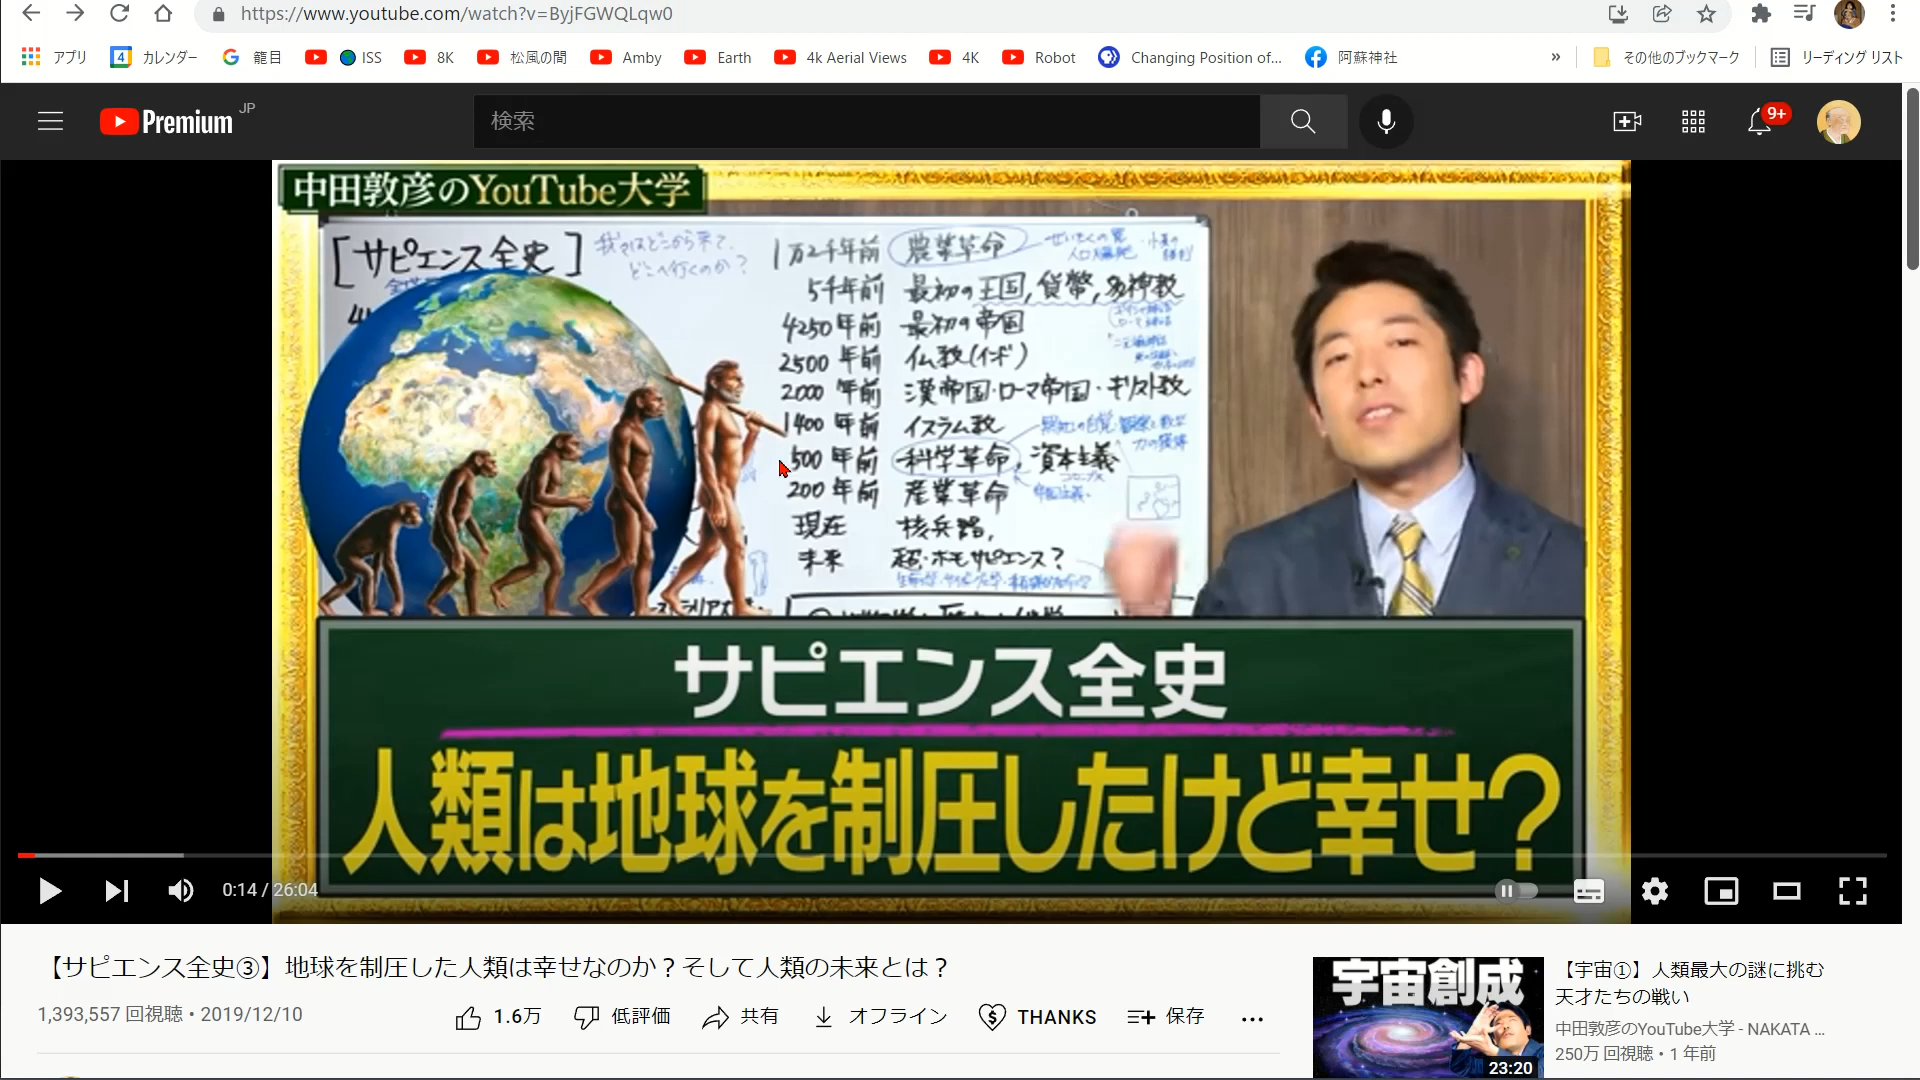 https://www.youtube.com/watch?v=ByjFGWQLqw0
アプリ
カレンダー
籠目
ISS
8K
松風の間
Amby
Earth
4k Aerial Views
4K
Robot
Changing Position of...
阿蘇神社
»
その他のブックマーク
リーディング リスト
Premium JP
検索
9+
中田敦彦のYouTube大学
[サピエンス全史]
我々はどこから来て、
どこへ行くのか?
1万2千年前 農業革命
5千年前 最初の王国,貨幣,多神教
4250年前 最初の帝国
2500年前 仏教(インド)
2000年前 漢帝国・ローマ帝国・キリスト教
1400年前 イスラム教
500年前 科学革命, 資本主義
200年前 産業革命
現在 核兵器,
未来 超・ホモサピエンス?
サピエンス全史
人類は地球を制圧したけど幸せ?
0:14 / 26:04
【サピエンス全史③】地球を制圧した人類は幸せなのか?そして人類の未来とは?
1,393,557 回視聴・2019/12/10
1.6万
低評価
共有
オフライン
THANKS
保存
宇宙創成
23:20
【宇宙①】人類最大の謎に挑む
天才たちの戦い
中田敦彦のYouTube大学 - NAKATA ...
250万 回視聴・1 年前